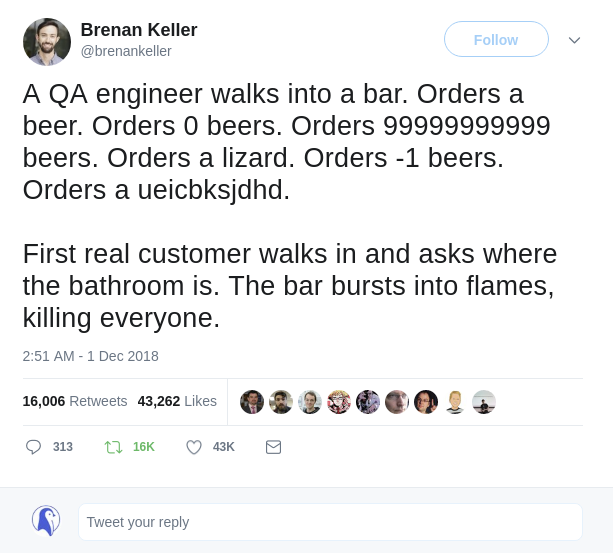 Brenan Keller
@brenankeller
Follow
A QA engineer walks into a bar. Orders a
beer. Orders 0 beers. Orders 99999999999
beers. Orders a lizard. Orders -1 beers.
Orders a ueicbksjdhd.
First real customer walks in and asks where
the bathroom is. The bar bursts into flames,
killing everyone.
2:51 AM - 1 Dec 2018
16,006 Retweets 43,262 Likes
313 16K 43K
Tweet your reply